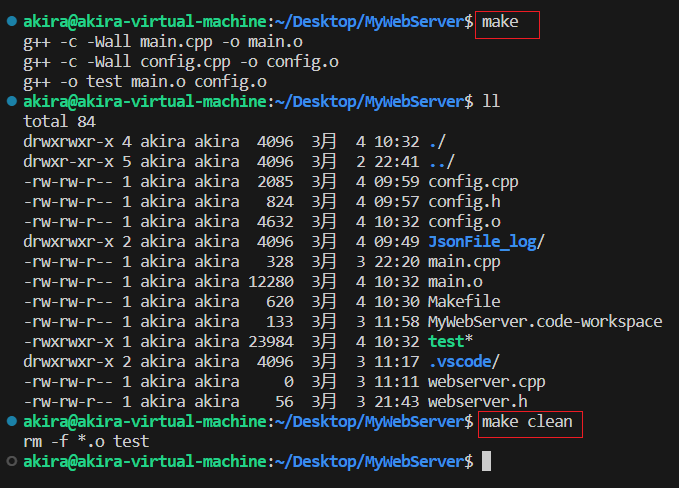 akira@akira-virtual-machine:~/Desktop/MyWebServer$ make
g++ -c -Wall main.cpp -o main.o
g++ -c -Wall config.cpp -o config.o
g++ -o test main.o config.o
akira@akira-virtual-machine:~/Desktop/MyWebServer$ ll
total 84
drwxrwxr-x 4 akira akira  4096  3月  4 10:32 ./
drwxr-xr-x 5 akira akira  4096  3月  2 22:41 ../
-rw-rw-r-- 1 akira akira  2085  3月  4 09:59 config.cpp
-rw-rw-r-- 1 akira akira   824  3月  4 09:57 config.h
-rw-rw-r-- 1 akira akira  4632  3月  4 10:32 config.o
drwxrwxr-x 2 akira akira  4096  3月  4 09:49 JsonFile_log/
-rw-rw-r-- 1 akira akira   328  3月  3 22:20 main.cpp
-rw-rw-r-- 1 akira akira 12280  3月  4 10:32 main.o
-rw-rw-r-- 1 akira akira   620  3月  4 10:30 Makefile
-rw-rw-r-- 1 akira akira   133  3月  3 11:58 MyWebServer.code-workspace
-rwxrwxr-x 1 akira akira 23984  3月  4 10:32 test*
drwxrwxr-x 2 akira akira  4096  3月  3 11:17 .vscode/
-rw-rw-r-- 1 akira akira     0  3月  3 11:11 webserver.cpp
-rw-rw-r-- 1 akira akira    56  3月  3 21:43 webserver.h
akira@akira-virtual-machine:~/Desktop/MyWebServer$ make clean
rm -f *.o test
akira@akira-virtual-machine:~/Desktop/MyWebServer$